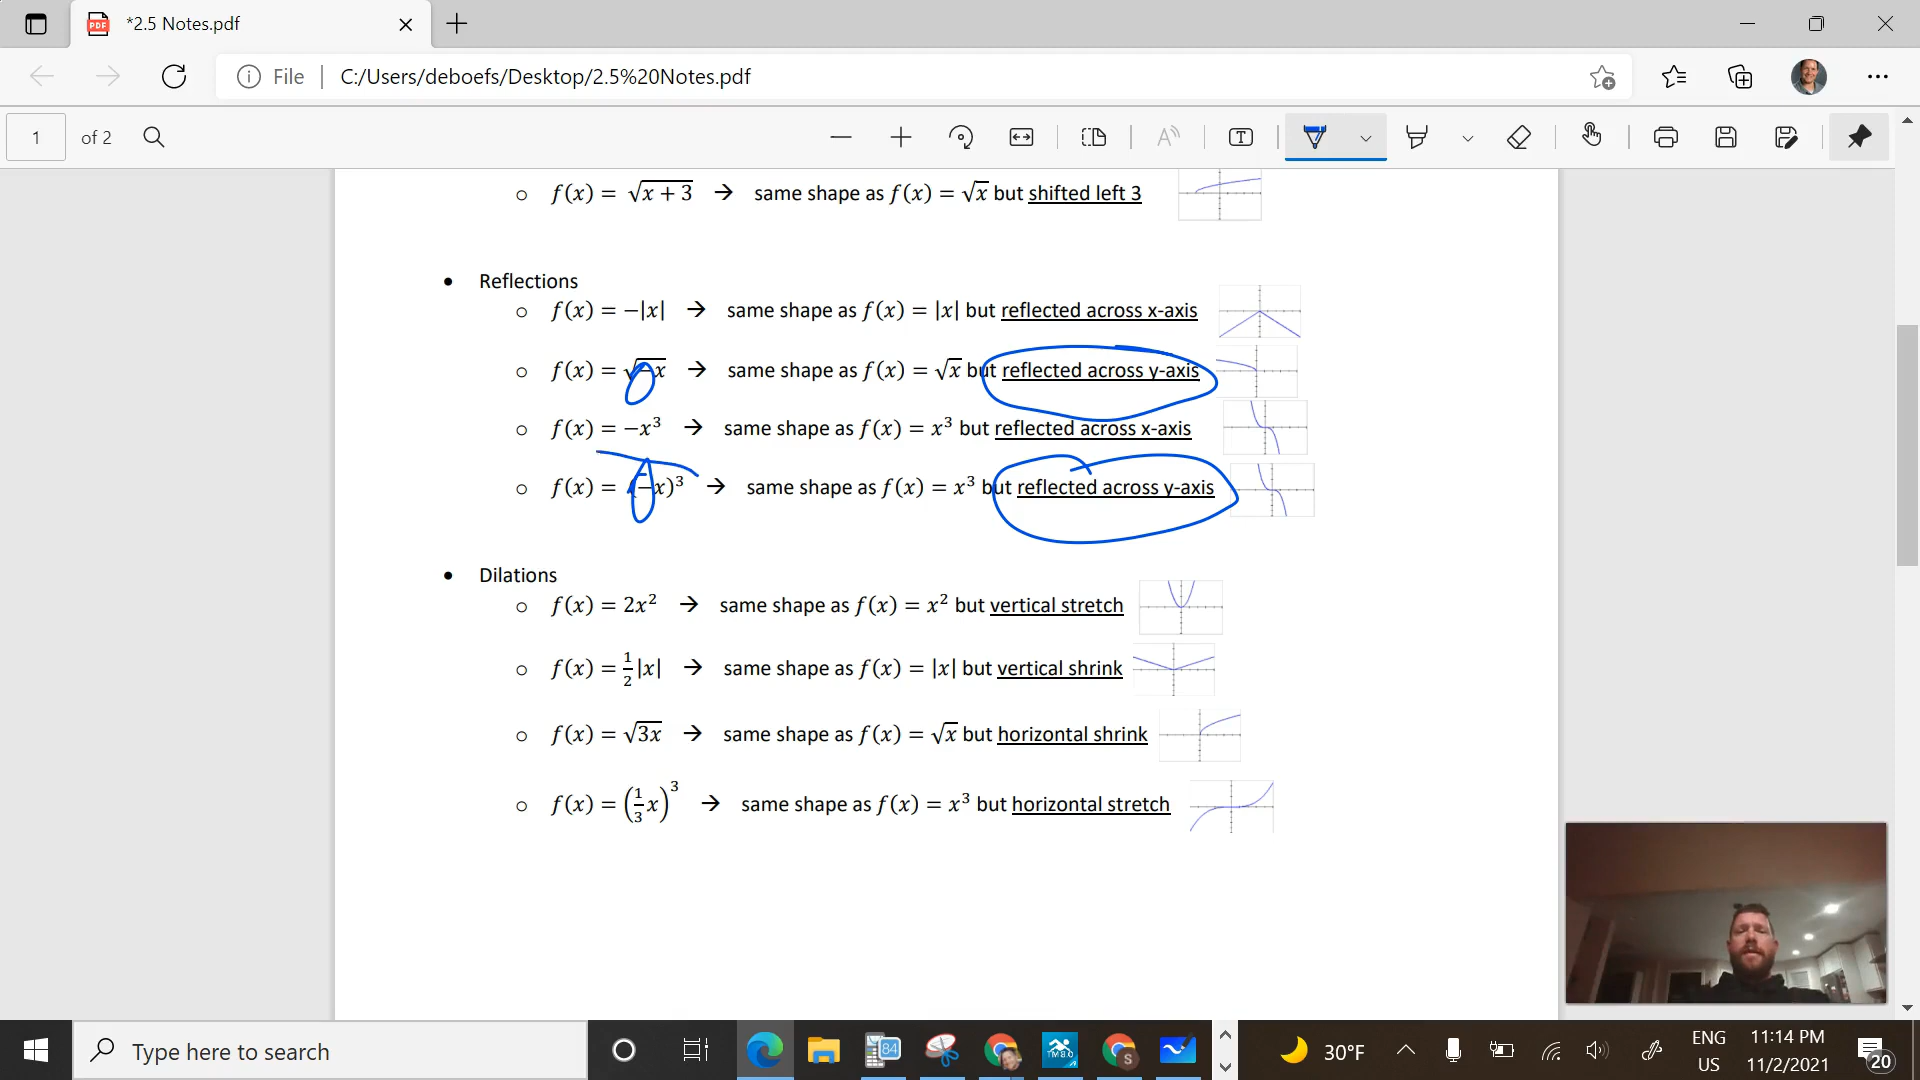 *2.5 Notes.pdf
File | C:/Users/deboefs/Desktop/2.5%20Notes.pdf
1 of 2
○ f(x) = √(x + 3) → same shape as f(x) = √x but shifted left 3
• Reflections
○ f(x) = −|x| → same shape as f(x) = |x| but reflected across x-axis
○ f(x) = √(−x) → same shape as f(x) = √x but reflected across y-axis
○ f(x) = −x³ → same shape as f(x) = x³ but reflected across x-axis
○ f(x) = (−x)³ → same shape as f(x) = x³ but reflected across y-axis
• Dilations
○ f(x) = 2x² → same shape as f(x) = x² but vertical stretch
○ f(x) = ½|x| → same shape as f(x) = |x| but vertical shrink
○ f(x) = √(3x) → same shape as f(x) = √x but horizontal shrink
○ f(x) = (⅓x)³ → same shape as f(x) = x³ but horizontal stretch
Type here to search
84
TM 8.0
S
30°F
ENG
US
11:14 PM
11/2/2021
20